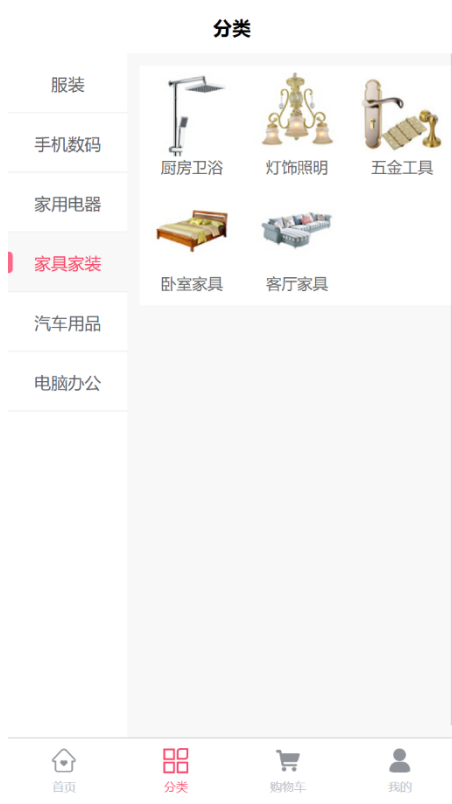 分类
服装
手机数码
家用电器
家具家装
汽车用品
电脑办公
厨房卫浴
灯饰照明
五金工具
卧室家具
客厅家具
首页
分类
购物车
我的